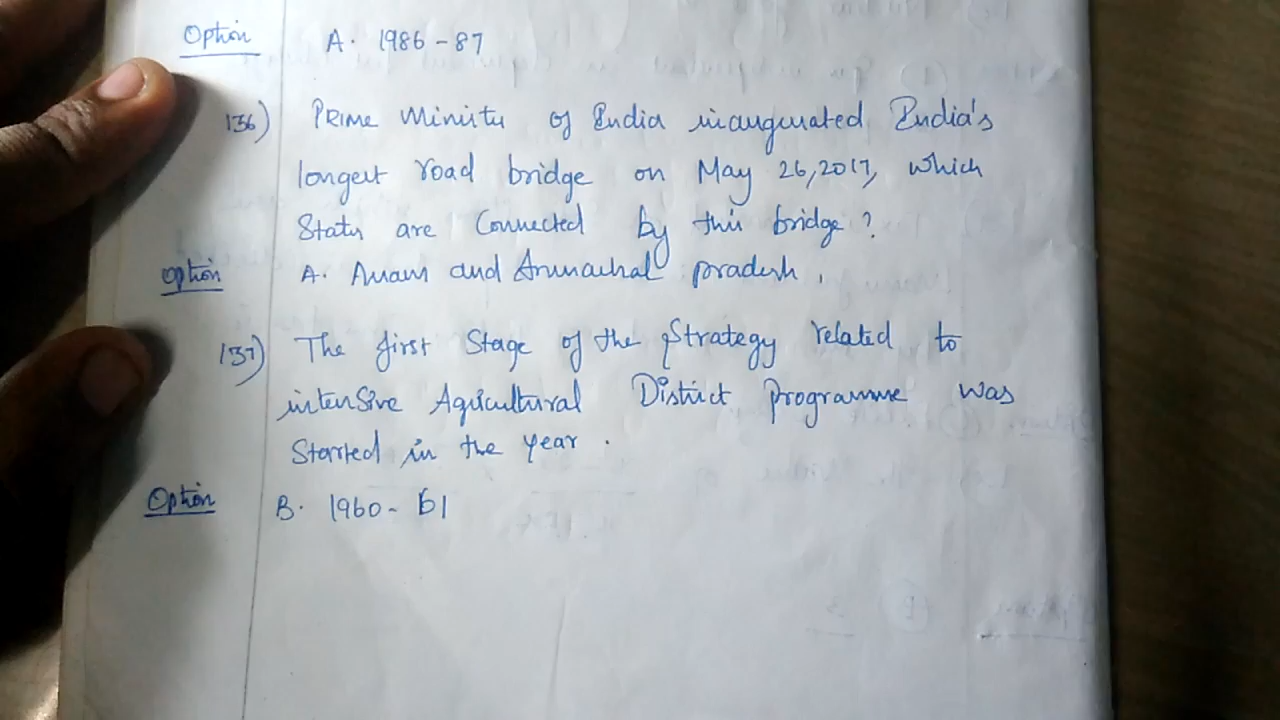 Option A. 1986-87
136) Prime Minister of India inaugurated India's
longest road bridge on May 26, 2017, which
States are Connected by this bridge?
Option A. Assam and Arunachal pradesh.
137) The first Stage of the Strategy related to
intensive Agricultural District programme was
Started in the year.
Option B. 1960-61